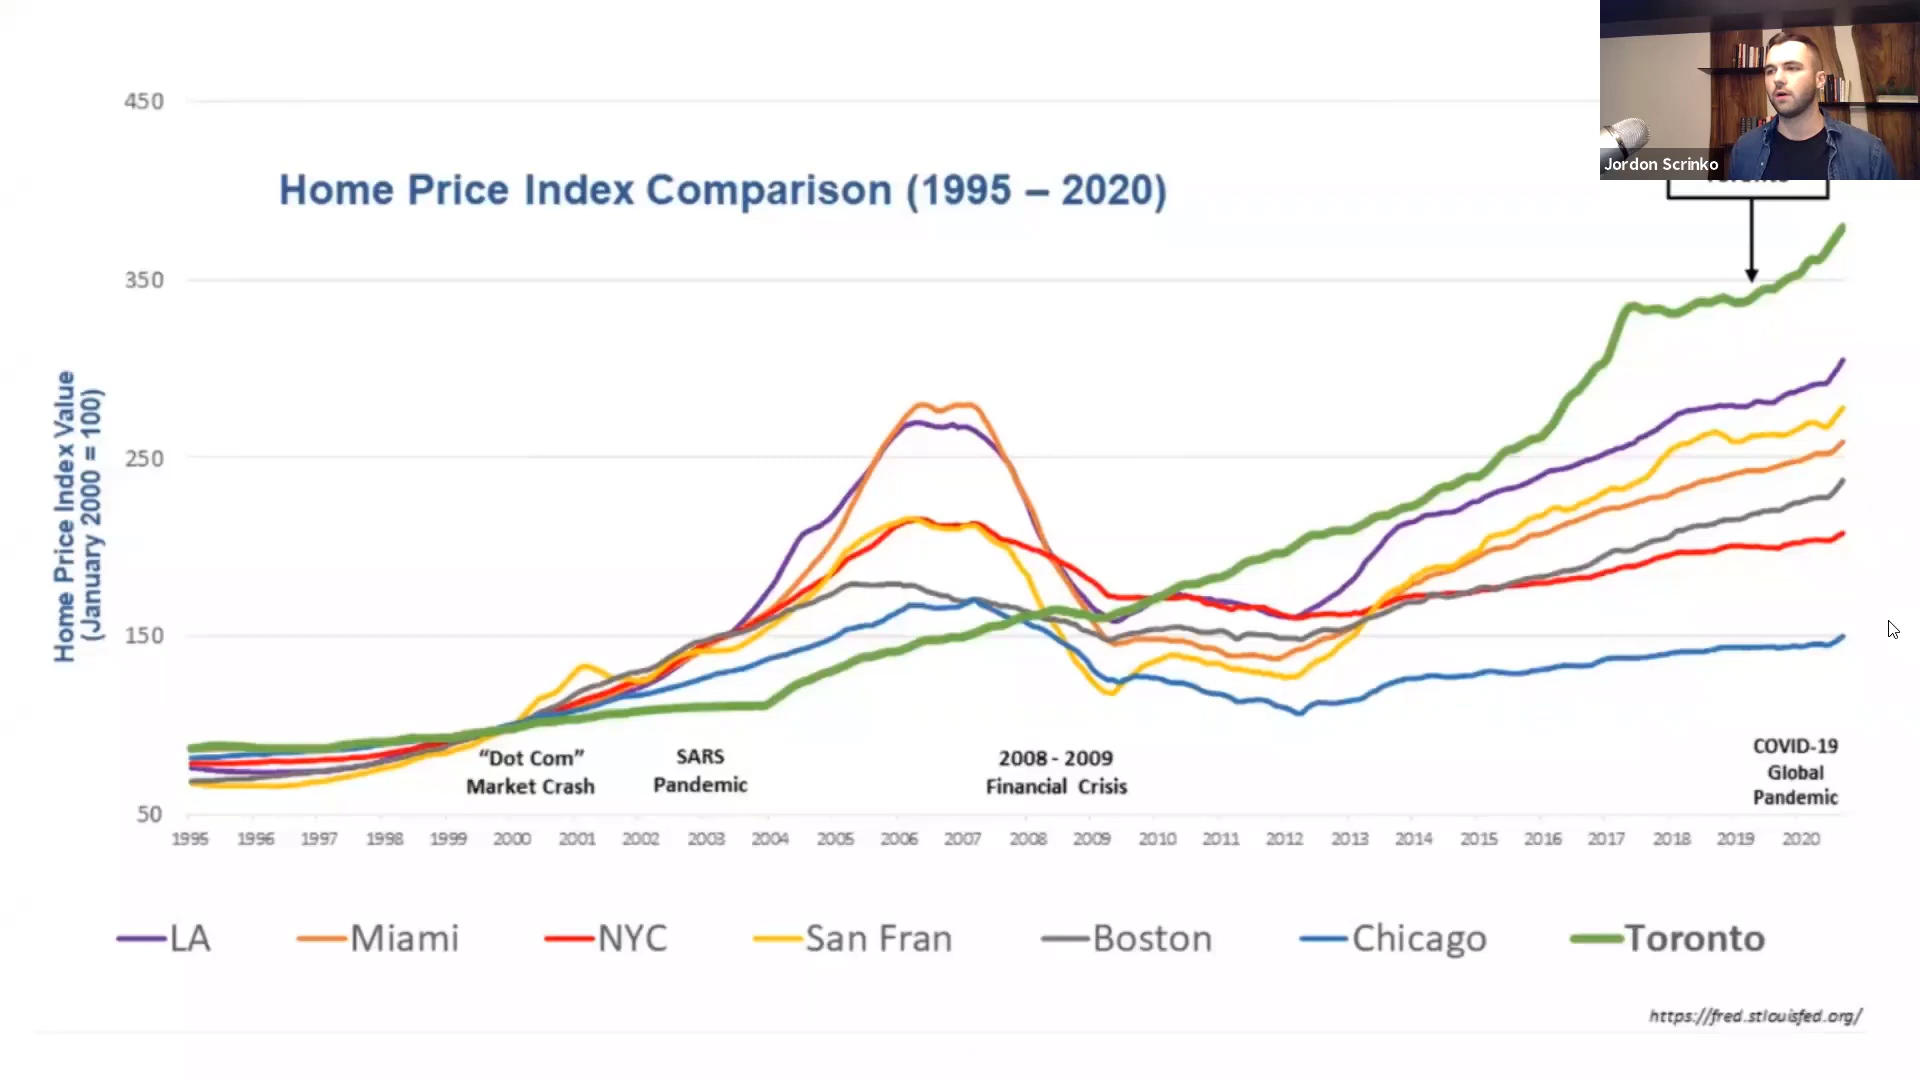 Jordon Scrinko
Home Price Index Comparison (1995 – 2020)
Home Price Index Value
(January 2000 = 100)
450
350
250
150
50
“Dot Com”
Market Crash
SARS
Pandemic
2008 - 2009
Financial Crisis
COVID-19
Global
Pandemic
1995 1996 1997 1998 1999 2000 2001 2002 2003 2004 2005 2006 2007 2008 2009 2010 2011 2012 2013 2014 2015 2016 2017 2018 2019 2020
LA Miami NYC San Fran Boston Chicago Toronto
https://fred.stlouisfed.org/